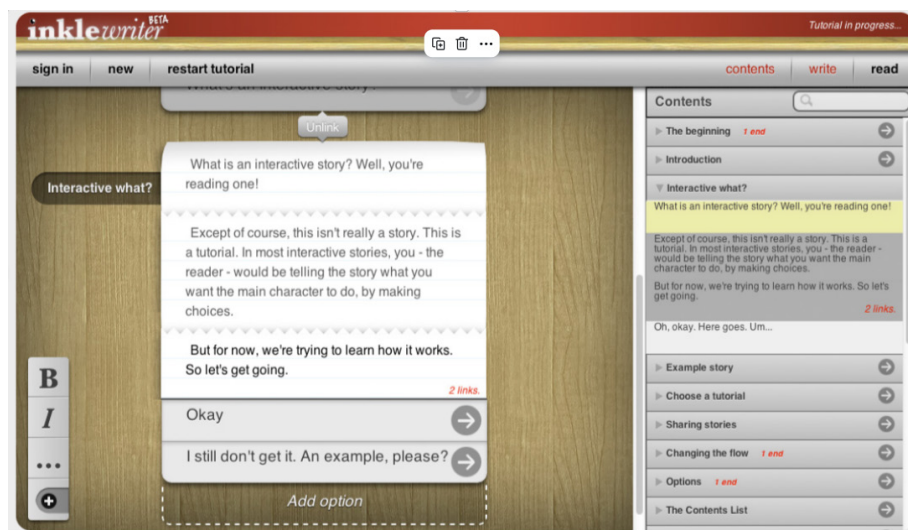 inklewriter BETA
Tutorial in progress...
sign in
new
restart tutorial
contents
write
read
What's an interactive story?
Unlink
Interactive what?
What is an interactive story? Well, you're
reading one!
Except of course, this isn't really a story. This is
a tutorial. In most interactive stories, you - the
reader - would be telling the story what you
want the main character to do, by making
choices.
But for now, we're trying to learn how it works.
So let's get going.
2 links.
Okay
I still don't get it. An example, please?
Add option
B
I
...
Contents
The beginning 1 end
Introduction
Interactive what?
What is an interactive story? Well, you're reading one!
Except of course, this isn't really a story. This is a
tutorial. In most interactive stories, you - the reader -
would be telling the story what you want the main
character to do, by making choices.
But for now, we're trying to learn how it works. So let's
get going.
2 links.
Oh, okay. Here goes. Um...
Example story
Choose a tutorial
Sharing stories
Changing the flow 1 end
Options 1 end
The Contents List